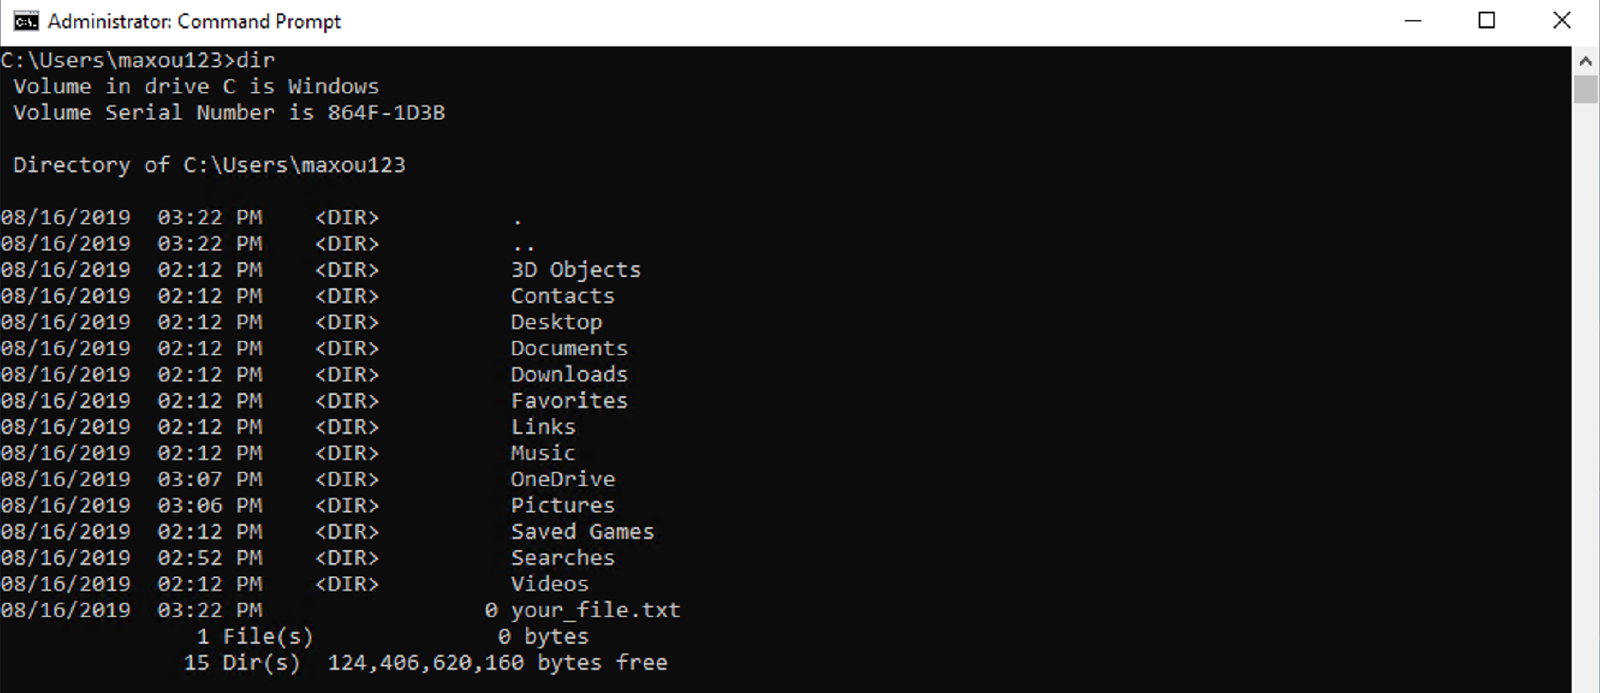 Administrator: Command Prompt
C:\Users\maxou123>dir
 Volume in drive C is Windows
 Volume Serial Number is 864F-1D3B

 Directory of C:\Users\maxou123

08/16/2019  03:22 PM    <DIR>          .
08/16/2019  03:22 PM    <DIR>          ..
08/16/2019  02:12 PM    <DIR>          3D Objects
08/16/2019  02:12 PM    <DIR>          Contacts
08/16/2019  02:12 PM    <DIR>          Desktop
08/16/2019  02:12 PM    <DIR>          Documents
08/16/2019  02:12 PM    <DIR>          Downloads
08/16/2019  02:12 PM    <DIR>          Favorites
08/16/2019  02:12 PM    <DIR>          Links
08/16/2019  02:12 PM    <DIR>          Music
08/16/2019  03:07 PM    <DIR>          OneDrive
08/16/2019  03:06 PM    <DIR>          Pictures
08/16/2019  02:12 PM    <DIR>          Saved Games
08/16/2019  02:52 PM    <DIR>          Searches
08/16/2019  02:12 PM    <DIR>          Videos
08/16/2019  03:22 PM                 0 your_file.txt
               1 File(s)              0 bytes
              15 Dir(s)  124,406,620,160 bytes free